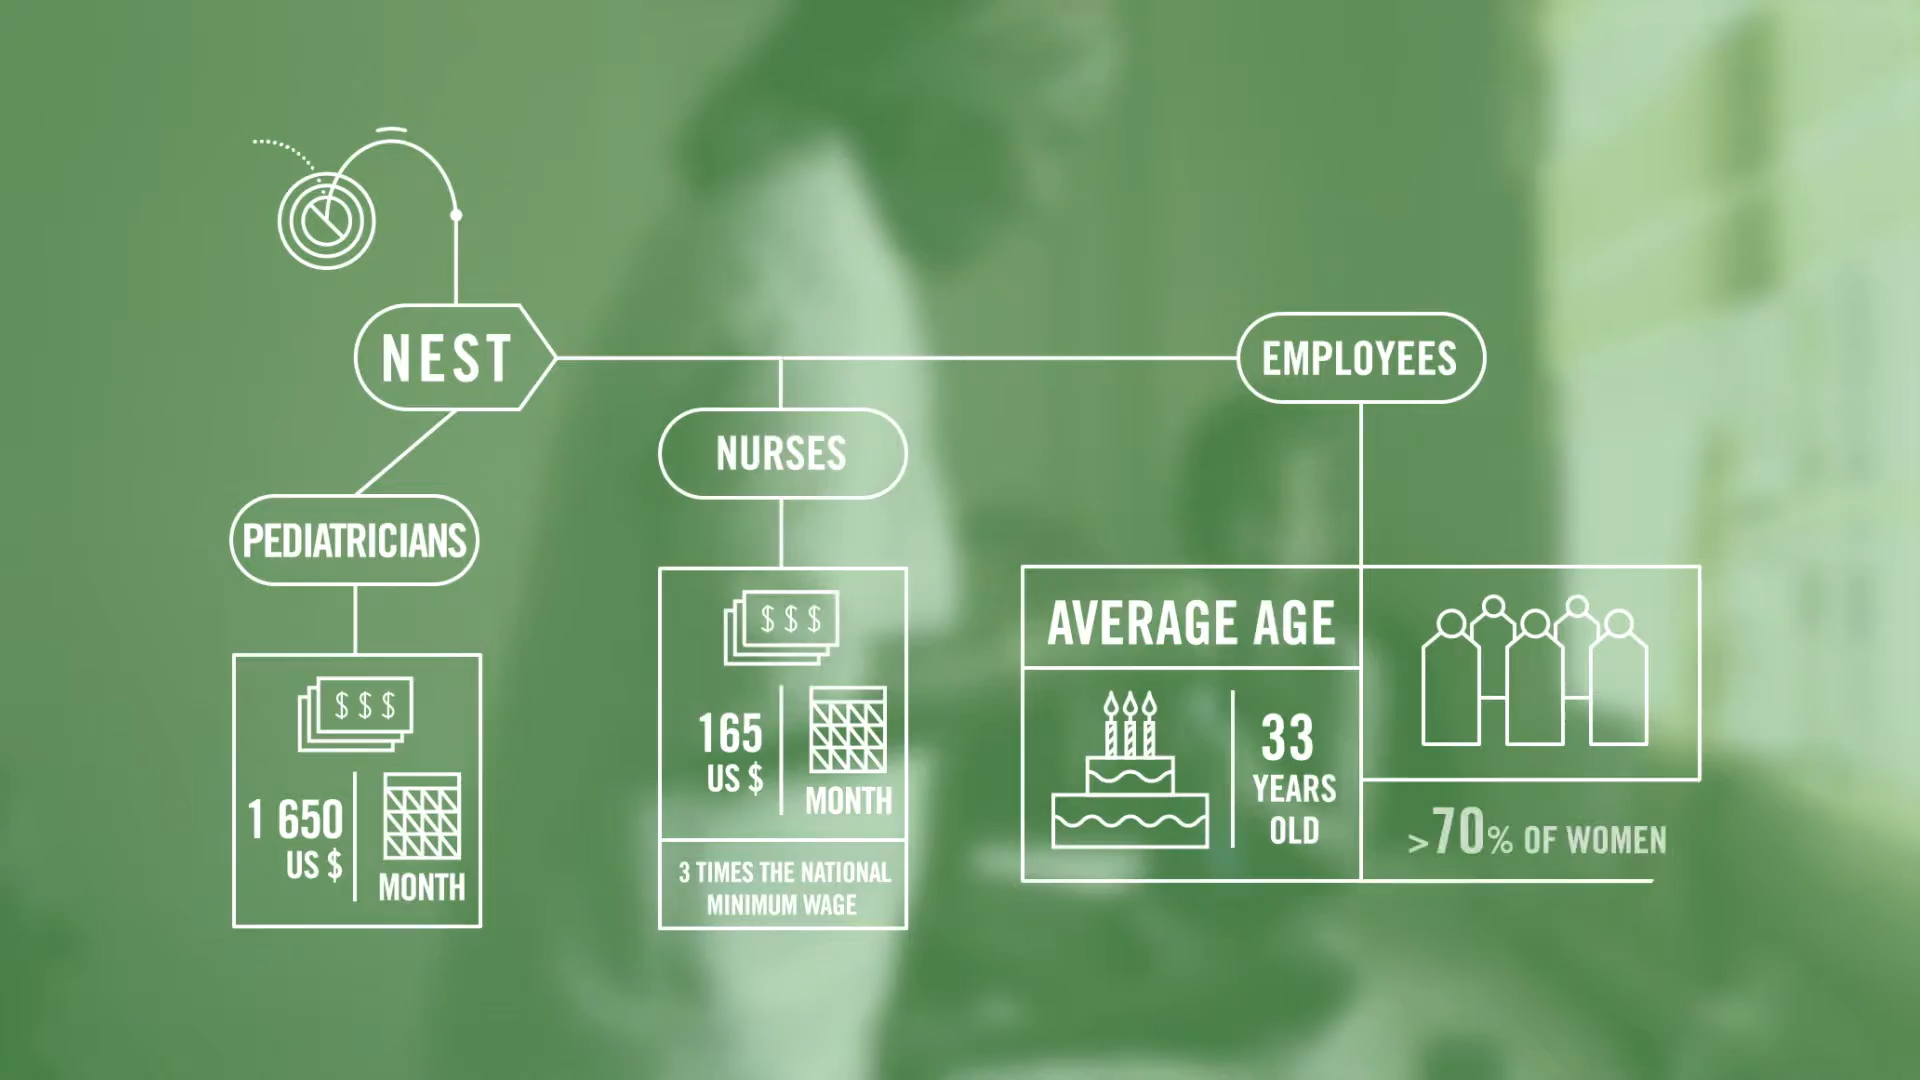 NEST
EMPLOYEES
NURSES
PEDIATRICIANS
$ $ $
1 650
US $
MONTH
$ $ $
165
US $
MONTH
3 TIMES THE NATIONAL
MINIMUM WAGE
AVERAGE AGE
33
YEARS
OLD
>70% OF WOMEN